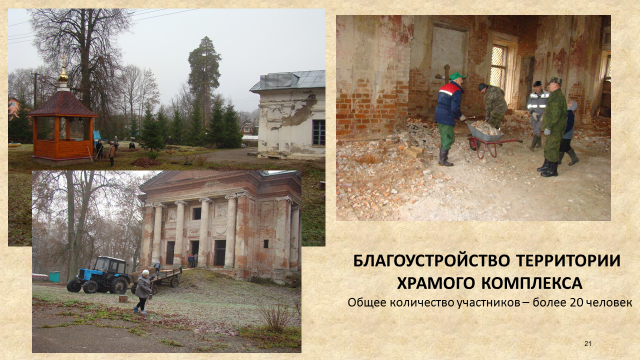 БЛАГОУСТРОЙСТВО ТЕРРИТОРИИ
ХРАМОГО КОМПЛЕКСА
Общее количество участников – более 20 человек
21